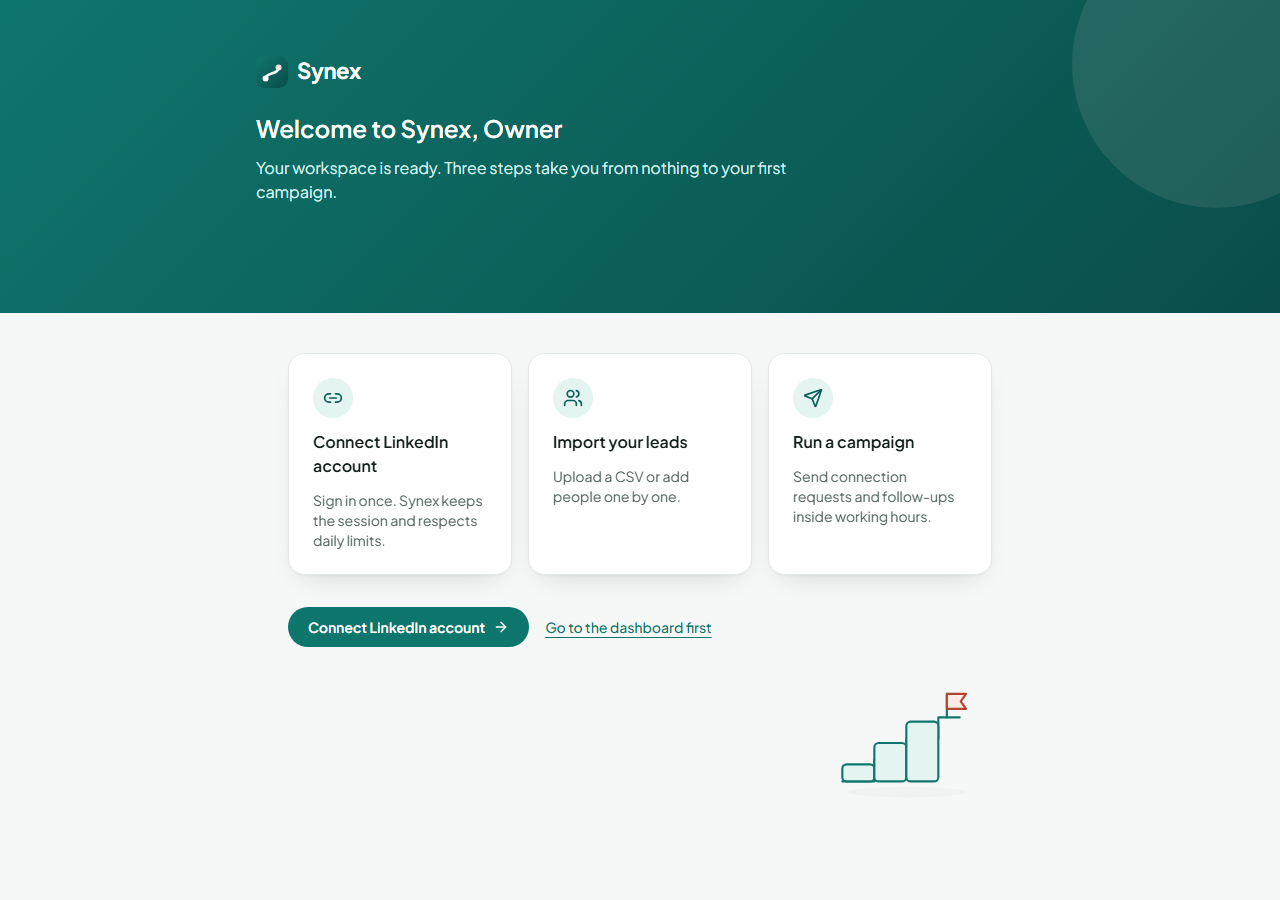 Synex
Welcome to Synex, Owner
Your workspace is ready. Three steps take you from nothing to your first
campaign.
Connect LinkedIn
account
Sign in once. Synex keeps
the session and respects
daily limits.
Import your leads
Upload a CSV or add
people one by one.
Run a campaign
Send connection
requests and follow-ups
inside working hours.
Connect LinkedIn account
Go to the dashboard first